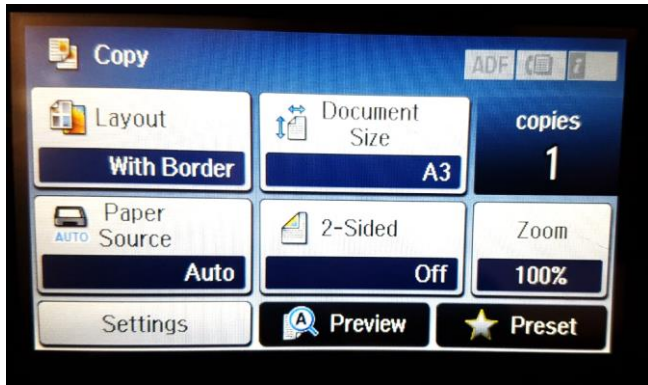 Copy
ADF
i
Layout
With Border
Document
Size
A3
copies
1
Paper
AUTO Source
Auto
2-Sided
Off
Zoom
100%
Settings
A Preview
Preset